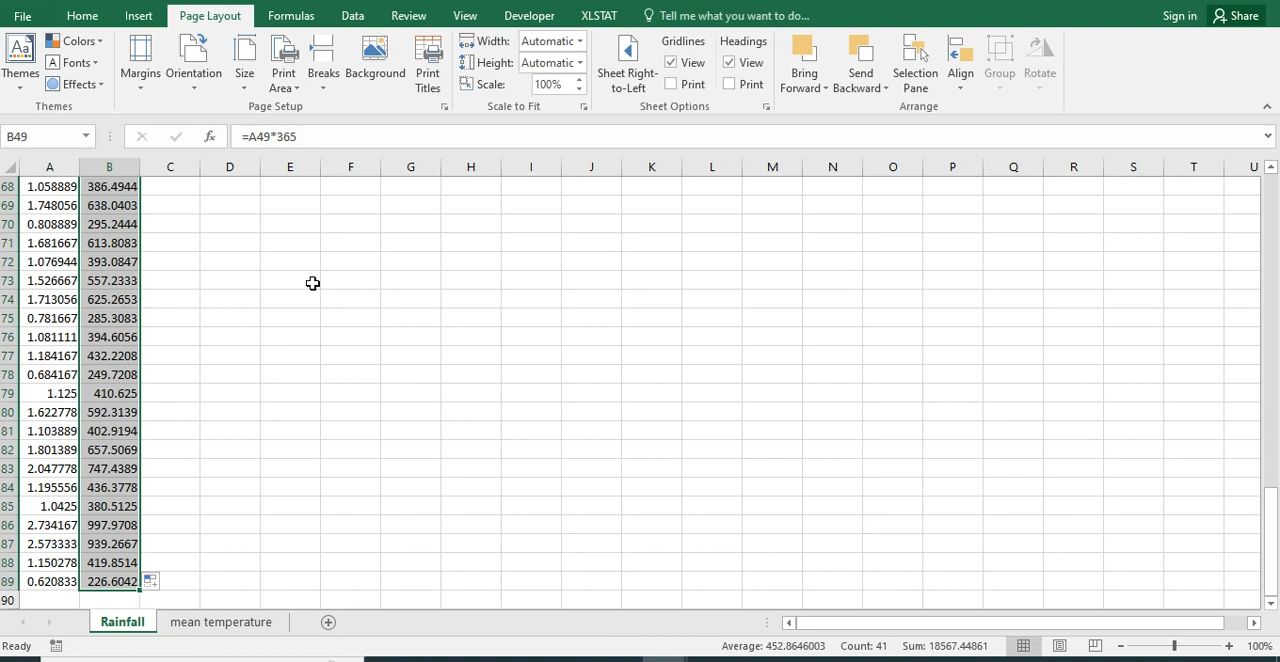 File Home Insert Page Layout Formulas Data Review View Developer XLSTAT Tell me what you want to do... Sign in Share
Aa Themes Colors Fonts Effects Margins Orientation Size Print Area Breaks Background Print Titles Width: Automatic Height: Automatic Scale: 100% Sheet Right-to-Left Gridlines View Print Headings View Print Bring Forward Send Backward Selection Pane Align Group Rotate
Themes Page Setup Scale to Fit Sheet Options Arrange
B49 fx =A49*365
A B C D E F G H I J K L M N O P Q R S T U
68 1.058889 386.4944
69 1.748056 638.0403
70 0.808889 295.2444
71 1.681667 613.8083
72 1.076944 393.0847
73 1.526667 557.2333
74 1.713056 625.2653
75 0.781667 285.3083
76 1.081111 394.6056
77 1.184167 432.2208
78 0.684167 249.7208
79 1.125 410.625
80 1.622778 592.3139
81 1.103889 402.9194
82 1.801389 657.5069
83 2.047778 747.4389
84 1.195556 436.3778
85 1.0425 380.5125
86 2.734167 997.9708
87 2.573333 939.2667
88 1.150278 419.8514
89 0.620833 226.6042
90
Rainfall mean temperature
Ready Average: 452.8646003 Count: 41 Sum: 18567.44861 100%